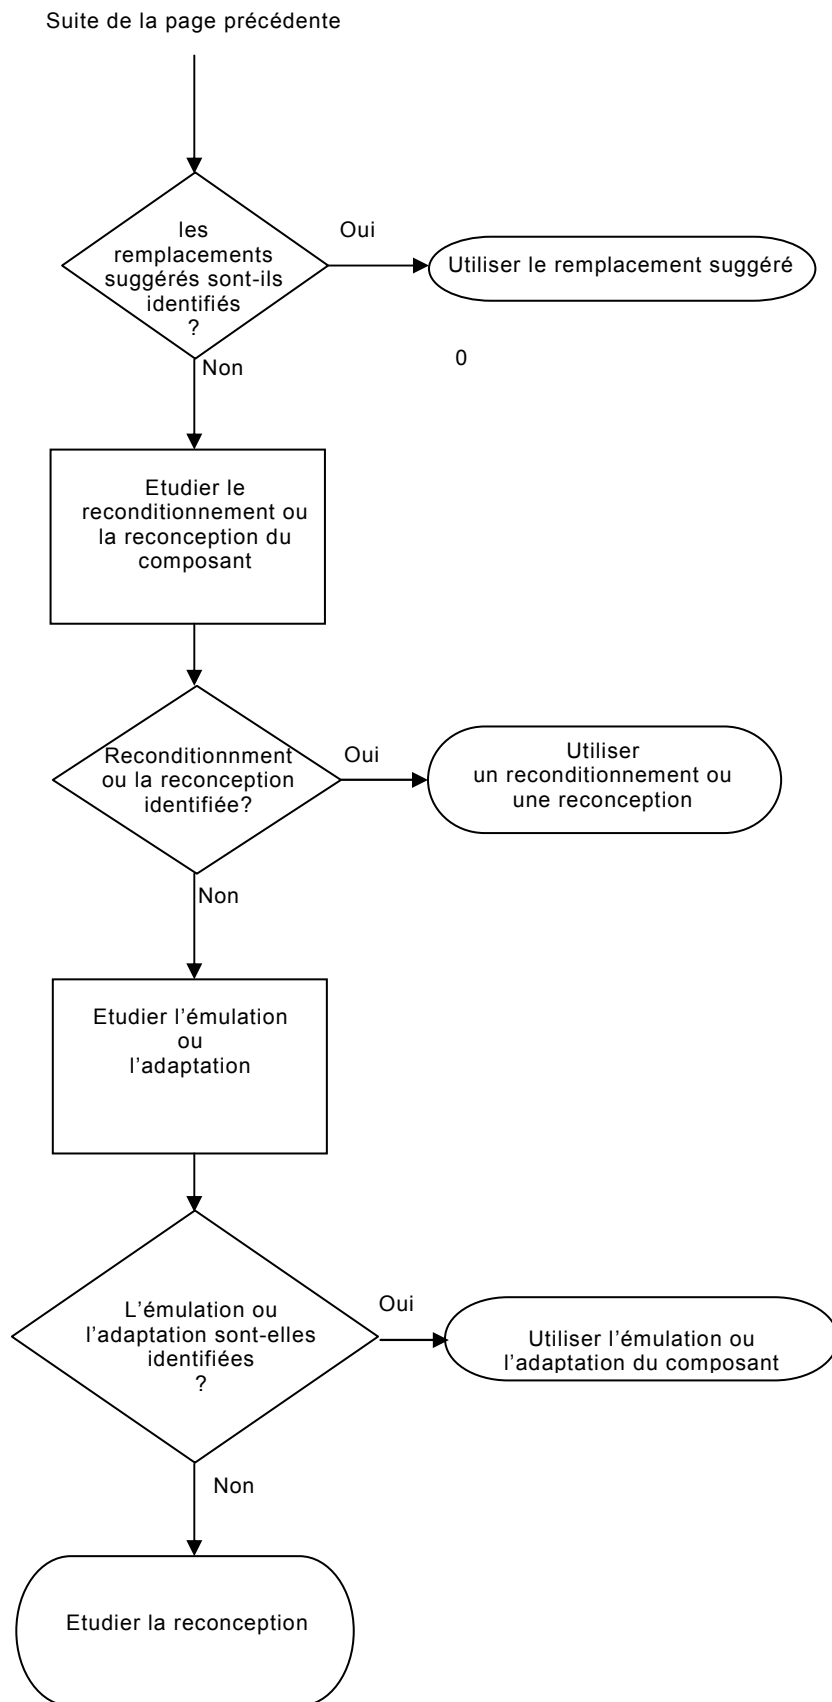 Suite de la page précédente
les
remplacements
suggérés sont-ils
identifiés
?
Oui
Utiliser le remplacement suggéré
Non
0
Etudier le
reconditionnement ou
la reconception du
composant
Reconditionnment
ou la reconception
identifiée?
Oui
Utiliser
un reconditionnement ou
une reconception
Non
Etudier l'émulation
ou
l'adaptation
L'émulation ou
l'adaptation sont-elles
identifiées
?
Oui
Utiliser l'émulation ou
l'adaptation du composant
Non
Etudier la reconception